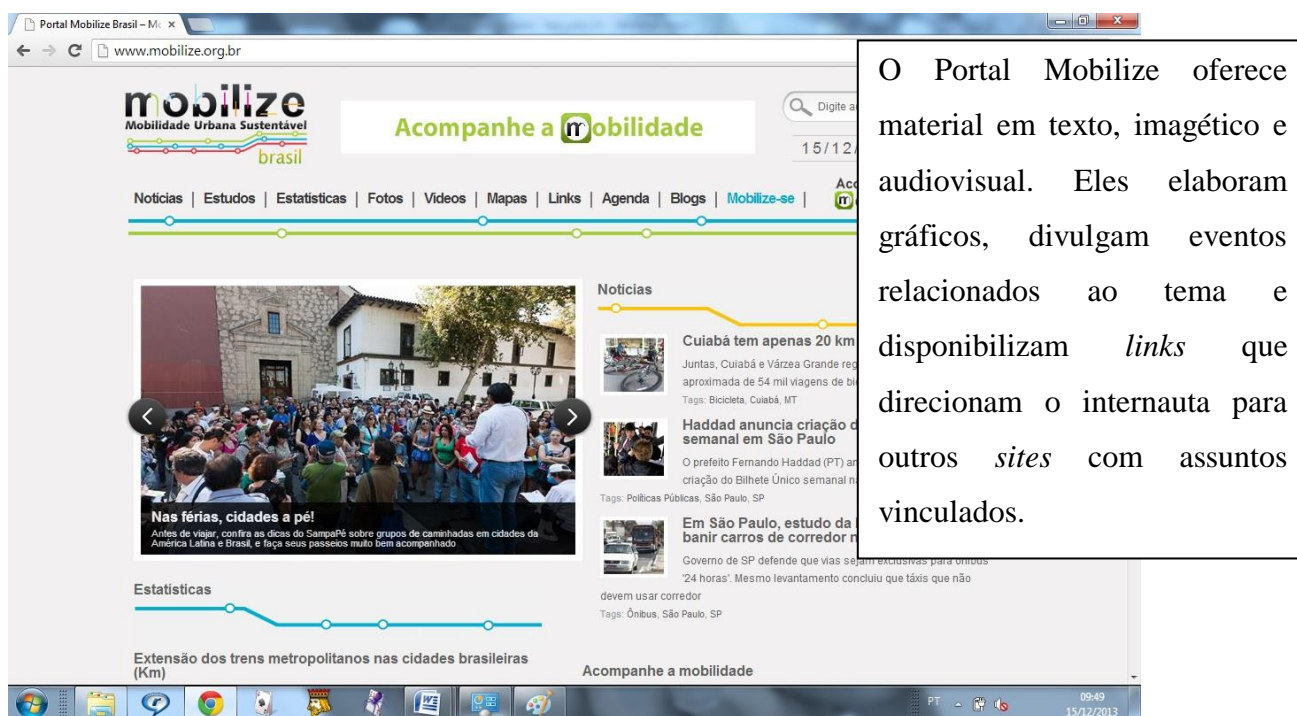 Portal Mobilize Brasil – Mo
www.mobilize.org.br
mobilize
Mobilidade Urbana Sustentável
brasil
Acompanhe a mobilidade
Digite a
15/12/
Notícias | Estudos | Estatísticas | Fotos | Videos | Mapas | Links | Agenda | Blogs | Mobilize-se |
Notícias
Cuiabá tem apenas 20 km
Juntas, Cuiabá e Várzea Grande reg
aproximada de 54 mil viagens de bi
Tags: Bicicleta, Cuiabá, MT
Haddad anuncia criação d
semanal em São Paulo
O prefeito Fernando Haddad (PT) an
criação do Bilhete Único semanal n
Tags: Políticas Públicas, São Paulo, SP
Em São Paulo, estudo da
banir carros de corredor n
Governo de SP defende que vias sejam exclusivas para ônibus
'24 horas'. Mesmo levantamento concluiu que táxis que não
devem usar corredor
Tags: Ônibus, São Paulo, SP
Nas férias, cidades a pé!
Antes de viajar, confira as dicas do SampaPé sobre grupos de caminhadas em cidades da
América Latina e Brasil, e faça seus passeios muito bem acompanhado
Estatísticas
Extensão dos trens metropolitanos nas cidades brasileiras
(Km)
Acompanhe a mobilidade
O Portal Mobilize oferece
material em texto, imagético e
audiovisual. Eles elaboram
gráficos, divulgam eventos
relacionados ao tema e
disponibilizam links que
direcionam o internauta para
outros sites com assuntos
vinculados.
PT
09:49
15/12/2013